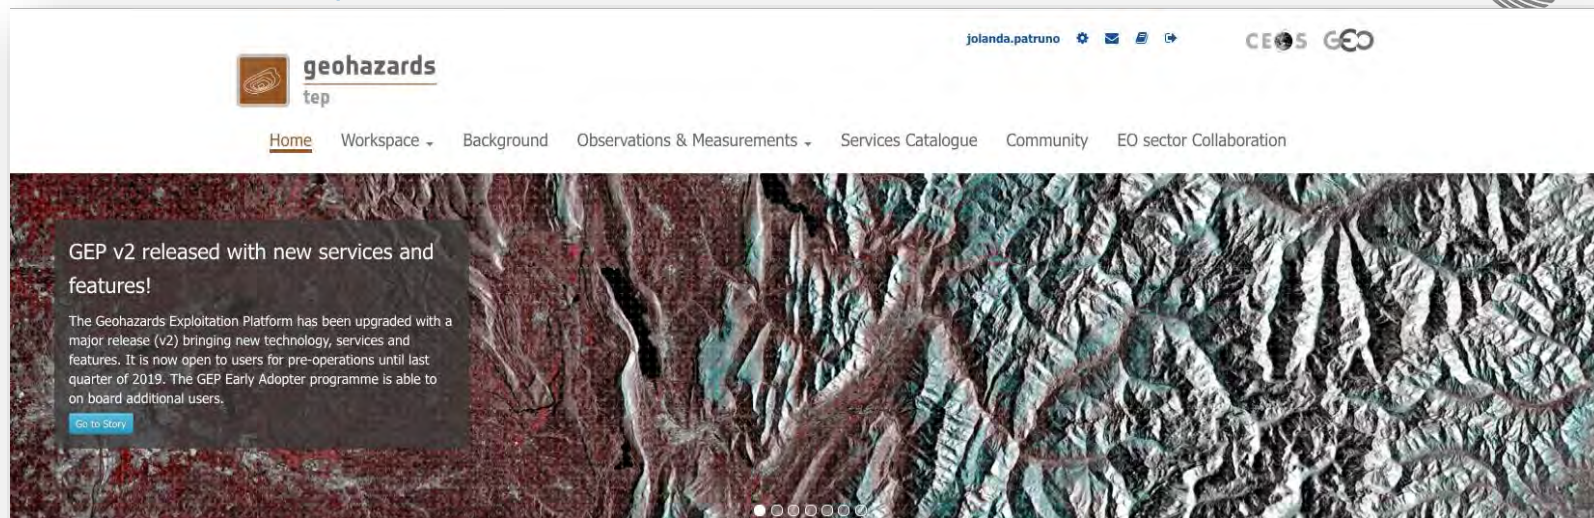 jolanda.patruno
CEOS GEO
geohazards
tep
Home Workspace Background Observations & Measurements Services Catalogue Community EO sector Collaboration
GEP v2 released with new services and
features!
The Geohazards Exploitation Platform has been upgraded with a
major release (v2) bringing new technology, services and
features. It is now open to users for pre-operations until last
quarter of 2019. The GEP Early Adopter programme is able to
on board additional users.
Go to Story